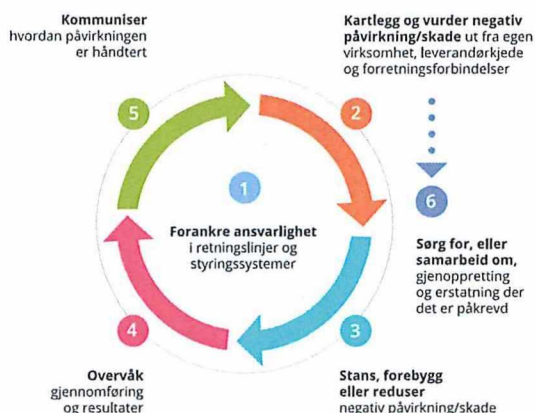 Kommuniser
hvordan påvirkningen
er håndtert
5
Kartlegg og vurder negativ
påvirkning/skade ut fra egen
virksomhet, leverandørkjede
og forretningsforbindelser
2
1
Forankre ansvarlighet
i retningslinjer og
styringssystemer
6
Sørg for, eller
samarbeid om,
gjenoppretting
og erstatning der
det er påkrevd
4
Overvåk
gjennomføring
og resultater
3
Stans, forebygg
eller reduser
negativ påvirkning/skade